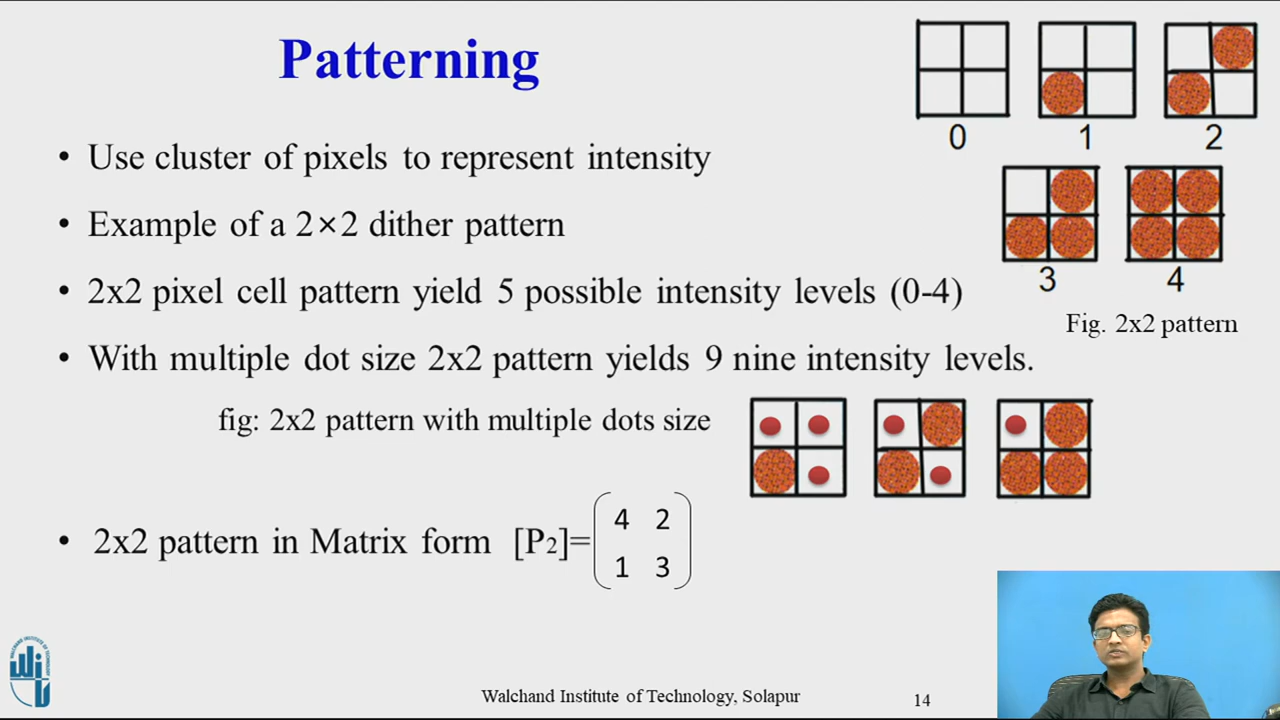 Patterning
0 1 2
• Use cluster of pixels to represent intensity
• Example of a 2×2 dither pattern
3 4
• 2x2 pixel cell pattern yield 5 possible intensity levels (0-4)
Fig. 2x2 pattern
• With multiple dot size 2x2 pattern yields 9 nine intensity levels.
fig: 2x2 pattern with multiple dots size
• 2x2 pattern in Matrix form [P2]=
4 2
1 3
Walchand Institute of Technology, Solapur
14